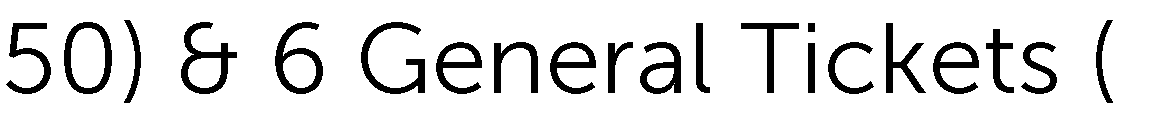 50) & 6 General Tickets (